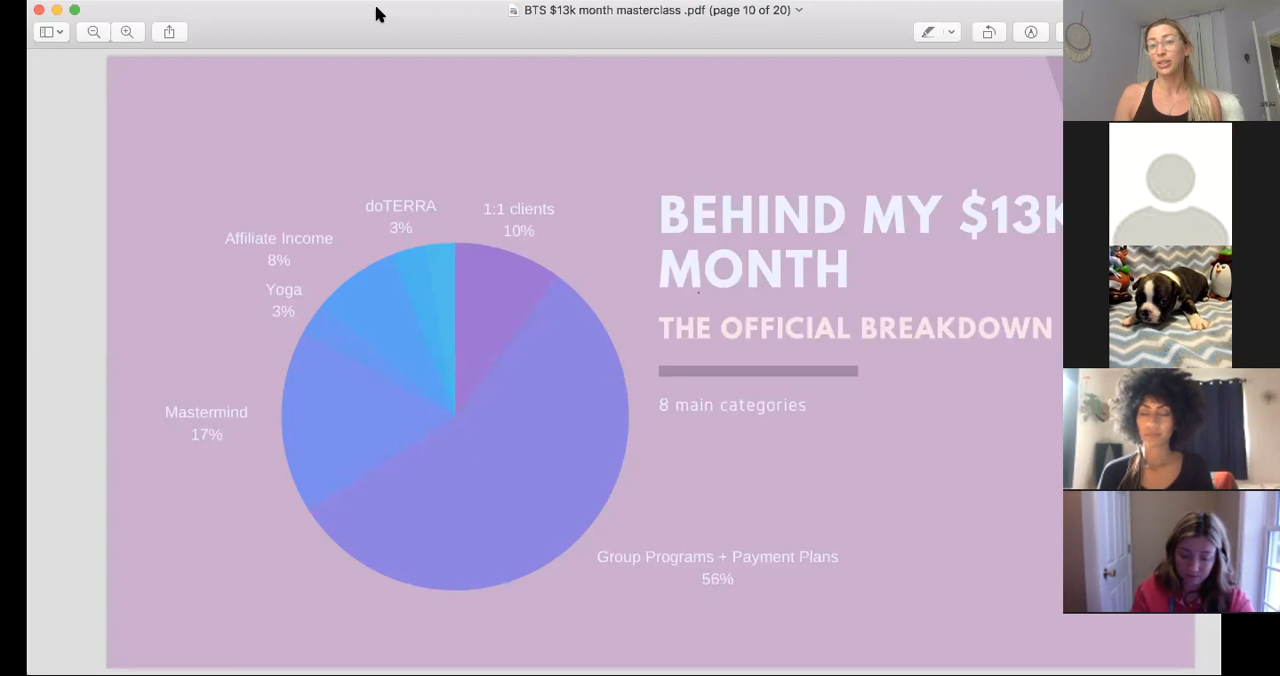 BTS $13k month masterclass .pdf (page 10 of 20)
doTERRA
3%
1:1 clients
10%
Affiliate Income
8%
Yoga
3%
Mastermind
17%
Group Programs + Payment Plans
56%
BEHIND MY $13K
MONTH
THE OFFICIAL BREAKDOWN
8 main categories